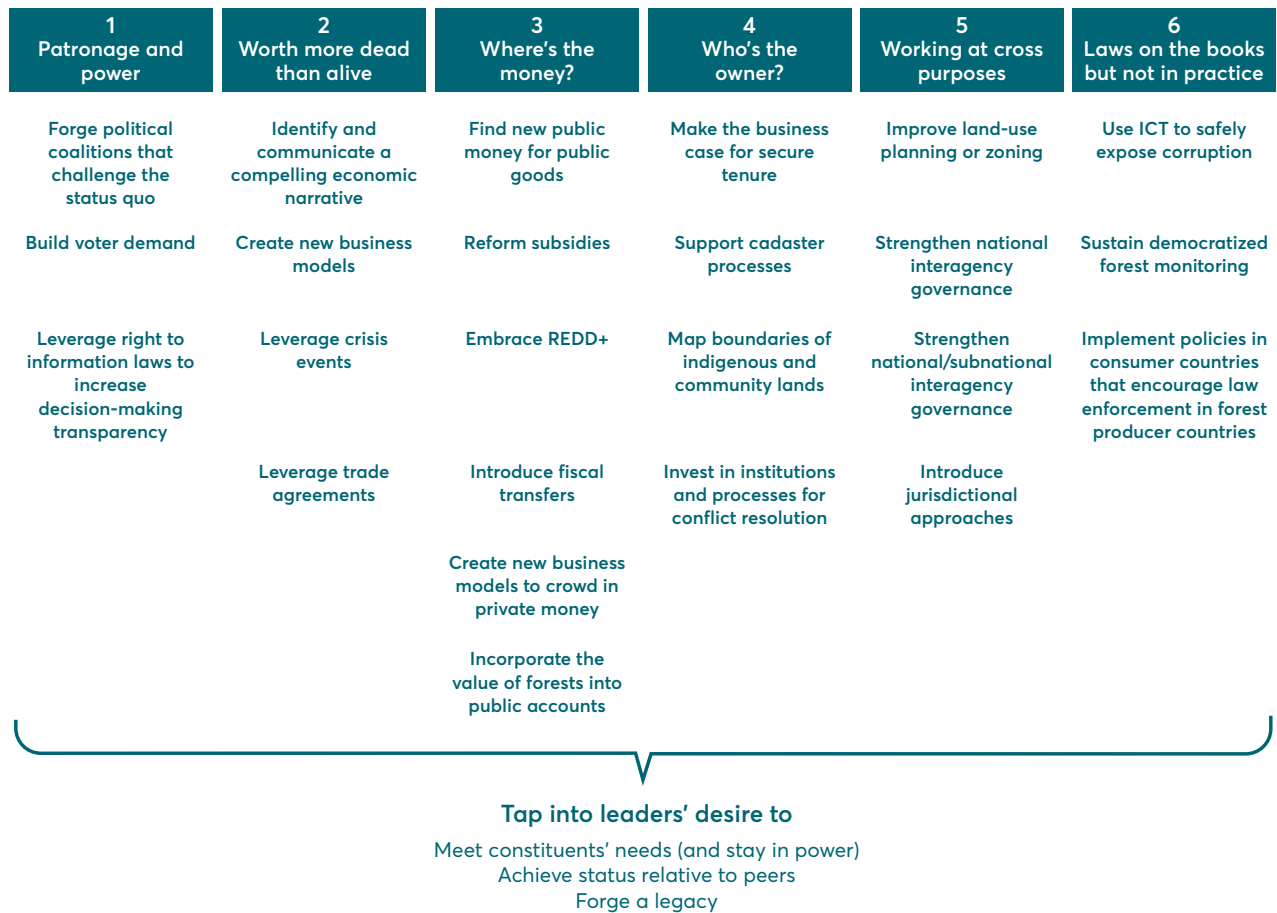 1
Patronage and
power
2
Worth more dead
than alive
3
Where's the
money?
4
Who's the
owner?
5
Working at cross
purposes
6
Laws on the books
but not in practice
Forge political
coalitions that
challenge the
status quo
Identify and
communicate a
compelling economic
narrative
Find new public
money for public
goods
Make the business
case for secure
tenure
Improve land-use
planning or zoning
Use ICT to safely
expose corruption
Build voter demand
Create new business
models
Reform subsidies
Support cadaster
processes
Strengthen national
interagency
governance
Sustain democratized
forest monitoring
Leverage right to
information laws to
increase
decision-making
transparency
Leverage crisis
events
Embrace REDD+
Map boundaries of
indigenous and
community lands
Strengthen
national/subnational
interagency
governance
Implement policies in
consumer countries
that encourage law
enforcement in forest
producer countries
Leverage trade
agreements
Introduce fiscal
transfers
Invest in institutions
and processes for
conflict resolution
Introduce
jurisdictional
approaches
Create new business
models to crowd in
private money
Incorporate the
value of forests into
public accounts
Tap into leaders' desire to
Meet constituents' needs (and stay in power)
Achieve status relative to peers
Forge a legacy